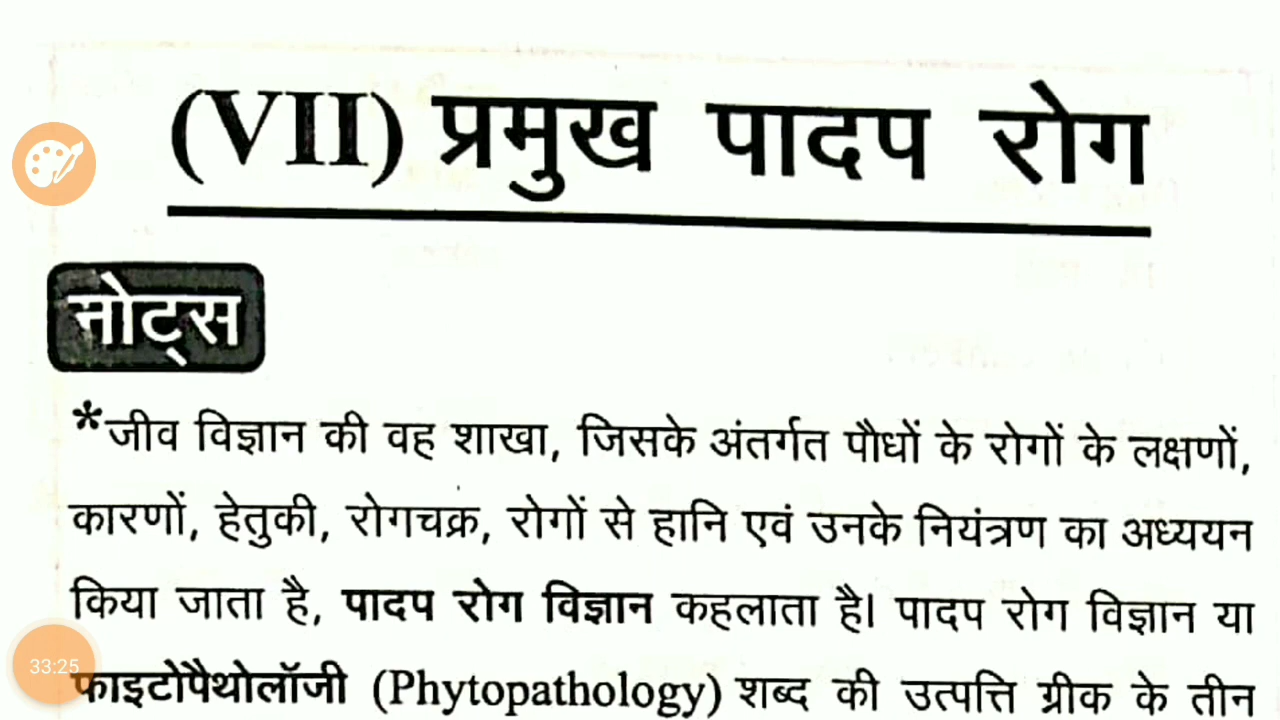 (VII) प्रमुख पादप रोग
नोट्स
*जीव विज्ञान की वह शाखा, जिसके अंतर्गत पौधों के रोगों के लक्षणों,
कारणों, हेतुकी, रोगचक्र, रोगों से हानि एवं उनके नियंत्रण का अध्ययन
किया जाता है, पादप रोग विज्ञान कहलाता है। पादप रोग विज्ञान या
33:25
फाइटोपैथोलॉजी (Phytopathology) शब्द की उत्पत्ति ग्रीक के तीन